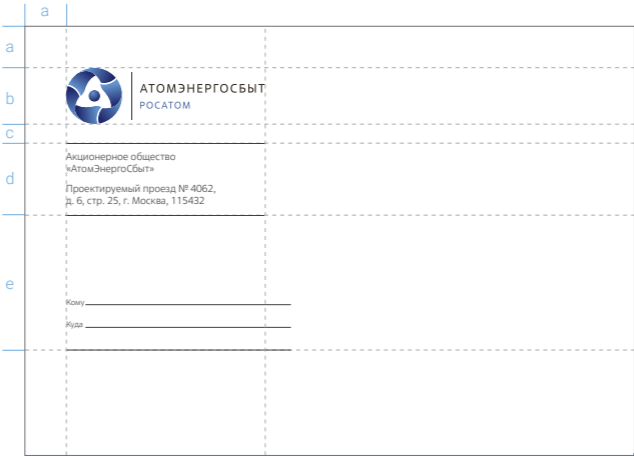 a
a
b
АТОМЭНЕРГОСБЫТ
РОСАТОМ
c
d
Акционерное общество
«АтомЭнергоСбыт»
Проектируемый проезд № 4062,
д. 6, стр. 25, г. Москва, 115432
e
Кому
Куда